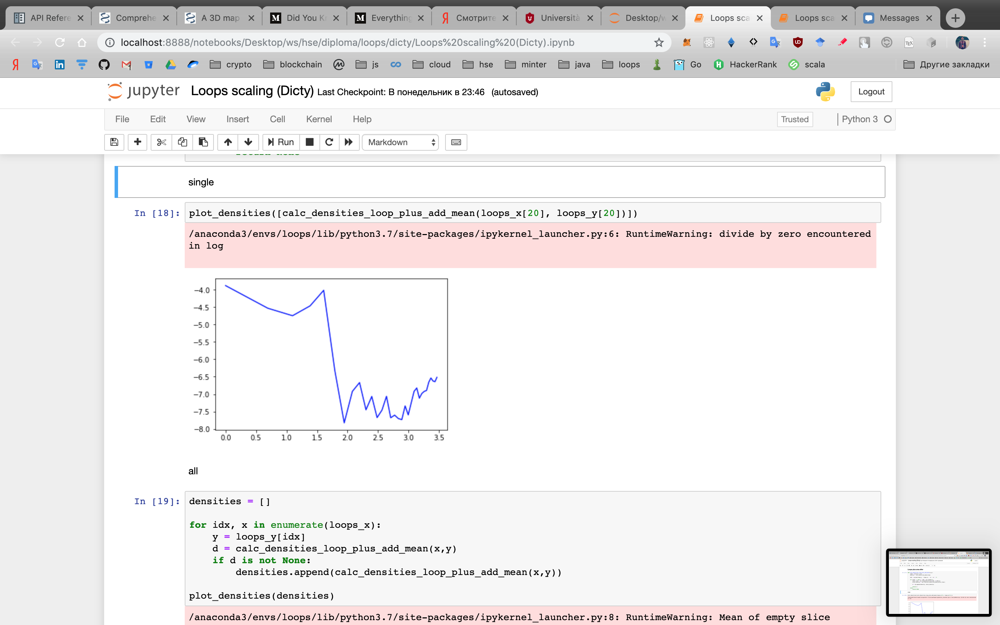 API Refere
Comprehe
A 3D map
Did You K
Everything
Смотрите
Università
Desktop/w
Loops sca
Loops sca
Messages
localhost:8888/notebooks/Desktop/ws/hse/diploma/loops/dicty/Loops%20scaling%20(Dicty).ipynb
crypto
blockchain
js
cloud
hse
minter
java
loops
Go
HackerRank
scala
Другие закладки
jupyter Loops scaling (Dicty) Last Checkpoint: В понедельник в 23:46 (autosaved)
Logout
File Edit View Insert Cell Kernel Help
Trusted
Python 3
Run
Markdown
return None
single
In [18]: plot_densities([calc_densities_loop_plus_add_mean(loops_x[20], loops_y[20])])
/anaconda3/envs/loops/lib/python3.7/site-packages/ipykernel_launcher.py:6: RuntimeWarning: divide by zero encountered
in log
−4.0
−4.5
−5.0
−5.5
−6.0
−6.5
−7.0
−7.5
−8.0
0.0 0.5 1.0 1.5 2.0 2.5 3.0 3.5
all
In [19]: densities = []
for idx, x in enumerate(loops_x):
    y = loops_y[idx]
    d = calc_densities_loop_plus_add_mean(x,y)
    if d is not None:
        densities.append(calc_densities_loop_plus_add_mean(x,y))
plot_densities(densities)
/anaconda3/envs/loops/lib/python3.7/site-packages/ipykernel_launcher.py:8: RuntimeWarning: Mean of empty slice